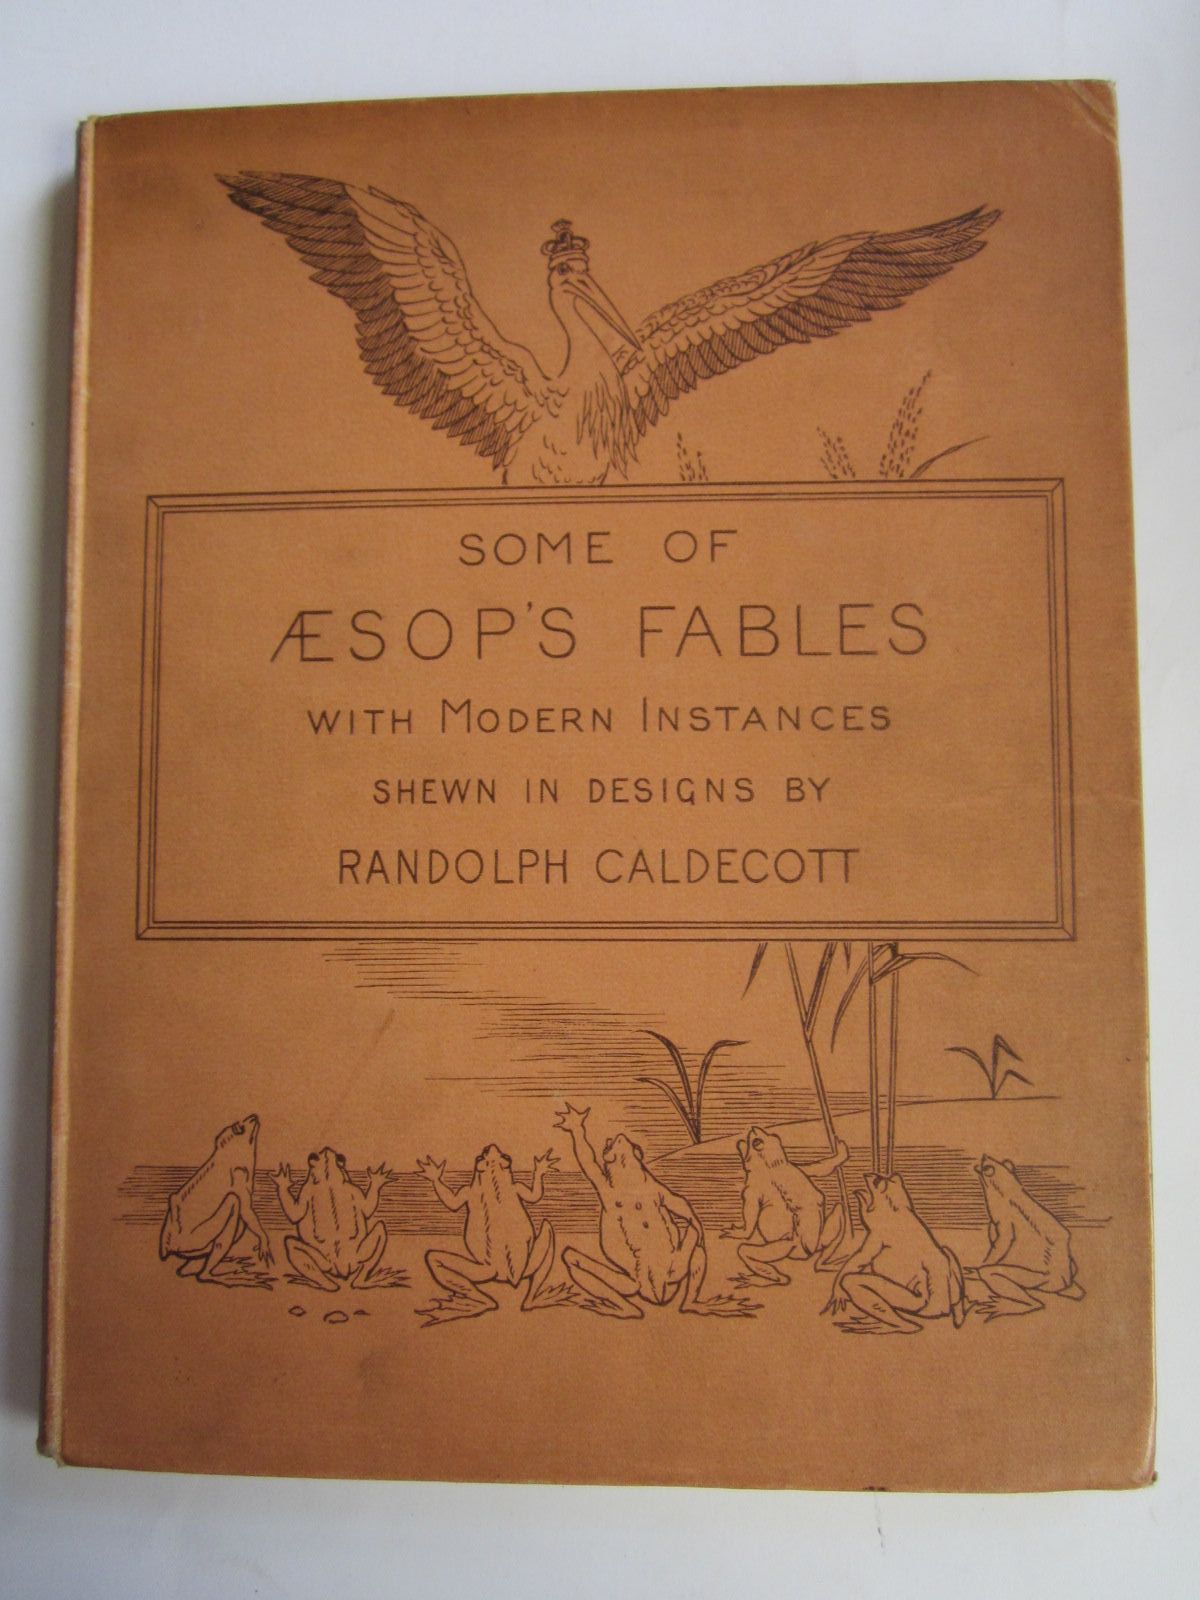 SOME OF
ÆSOP'S FABLES
WITH MODERN INSTANCES
SHEWN IN DESIGNS BY
RANDOLPH CALDECOTT